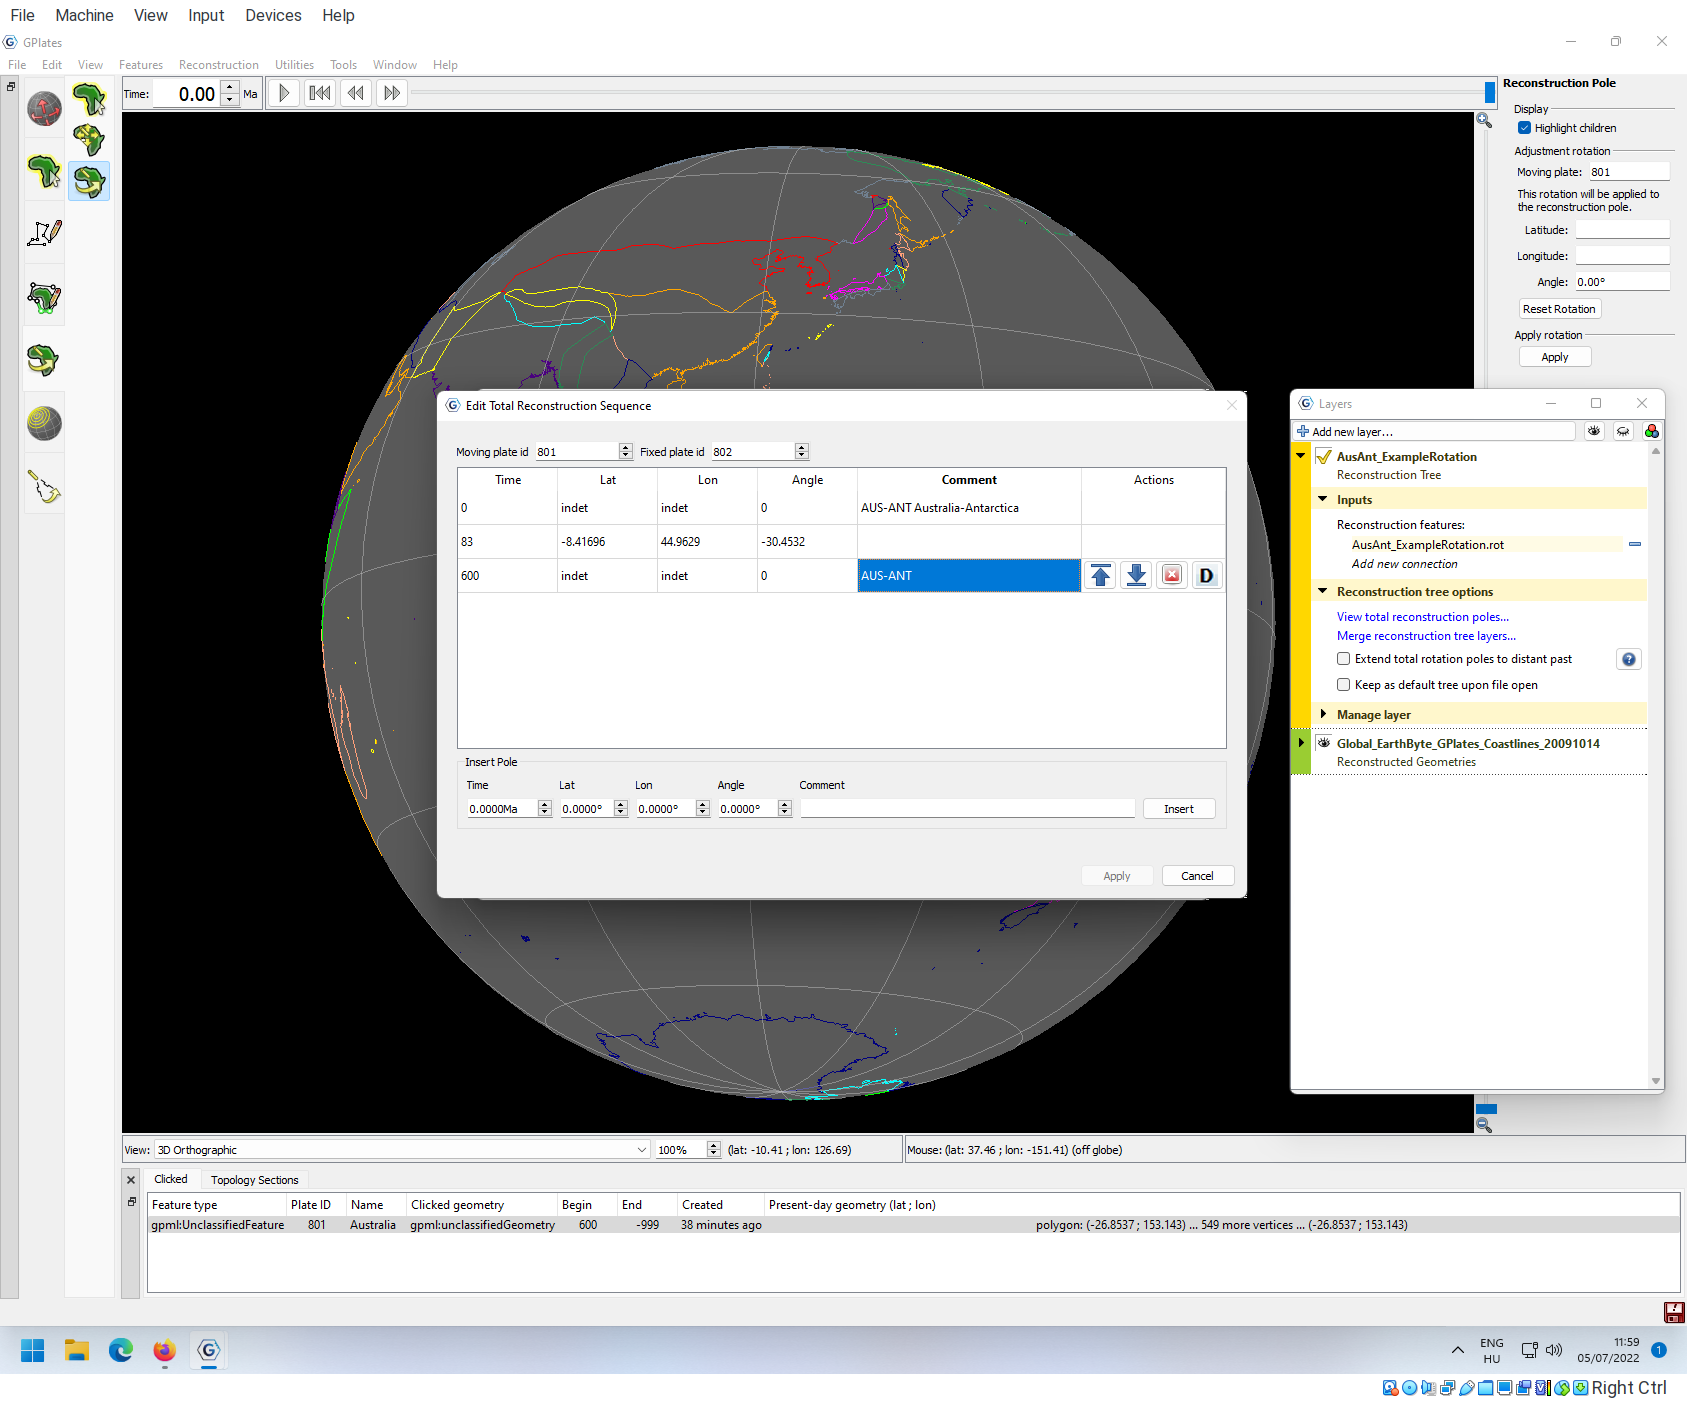 File Machine View Input Devices Help
GPlates
File Edit View Features Reconstruction Utilities Tools Window Help
Time: 0.00 Ma
Reconstruction Pole
Display
Highlight children
Adjustment rotation
Moving plate: 801
This rotation will be applied to
the reconstruction pole.
Latitude:
Longitude:
Angle: 0.00°
Reset Rotation
Apply rotation
Apply
Edit Total Reconstruction Sequence
Moving plate id 801 Fixed plate id 802
Time Lat Lon Angle Comment Actions
0 indet indet 0 AUS-ANT Australia-Antarctica
83 -8.41696 44.9629 -30.4532
600 indet indet 0 AUS-ANT D
Insert Pole
Time Lat Lon Angle Comment
0.0000Ma 0.0000° 0.0000° 0.0000° Insert
Apply Cancel
Layers
Add new layer...
AusAnt_ExampleRotation
Reconstruction Tree
Inputs
Reconstruction features:
AusAnt_ExampleRotation.rot
Add new connection
Reconstruction tree options
View total reconstruction poles...
Merge reconstruction tree layers...
Extend total rotation poles to distant past ?
Keep as default tree upon file open
Manage layer
Global_EarthByte_GPlates_Coastlines_20091014
Reconstructed Geometries
View: 3D Orthographic 100% (lat: -10.41 ; lon: 126.69) Mouse: (lat: 37.46 ; lon: -151.41) (off globe)
Clicked Topology Sections
Feature type Plate ID Name Clicked geometry Begin End Created Present-day geometry (lat ; lon)
gpml:UnclassifiedFeature 801 Australia gpml:unclassifiedGeometry 600 -999 38 minutes ago polygon: (-26.8537 ; 153.143) ... 549 more vertices ... (-26.8537 ; 153.143)
ENG
HU
11:59
05/07/2022
1
Right Ctrl